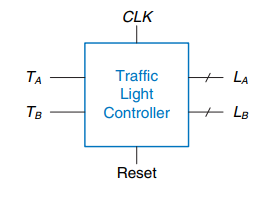 CLK
TA Traffic LA
Light
TB Controller LB
Reset